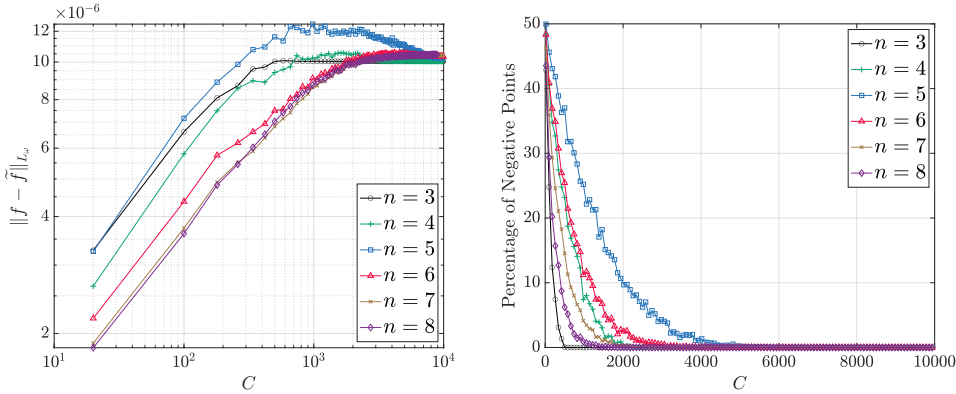 ×10⁻⁶
12
10
8
6
4
2
10¹ 10² 10³ 10⁴
C
||f − f̃||_{L_ω}
n = 3
n = 4
n = 5
n = 6
n = 7
n = 8
50
40
30
20
10
0
0 2000 4000 6000 8000 10000
C
Percentage of Negative Points
n = 3
n = 4
n = 5
n = 6
n = 7
n = 8